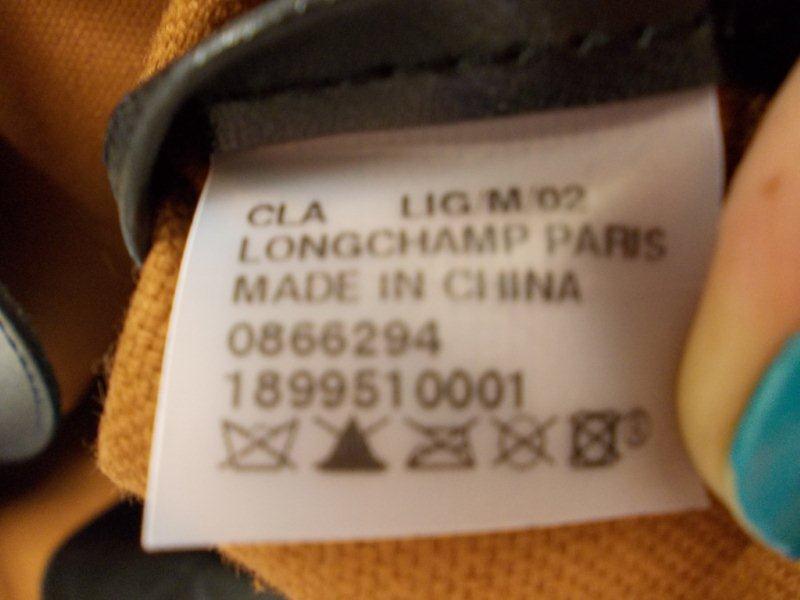 CLA LIG/M/02
LONGCHAMP PARIS
MADE IN CHINA
0866294
1899510001